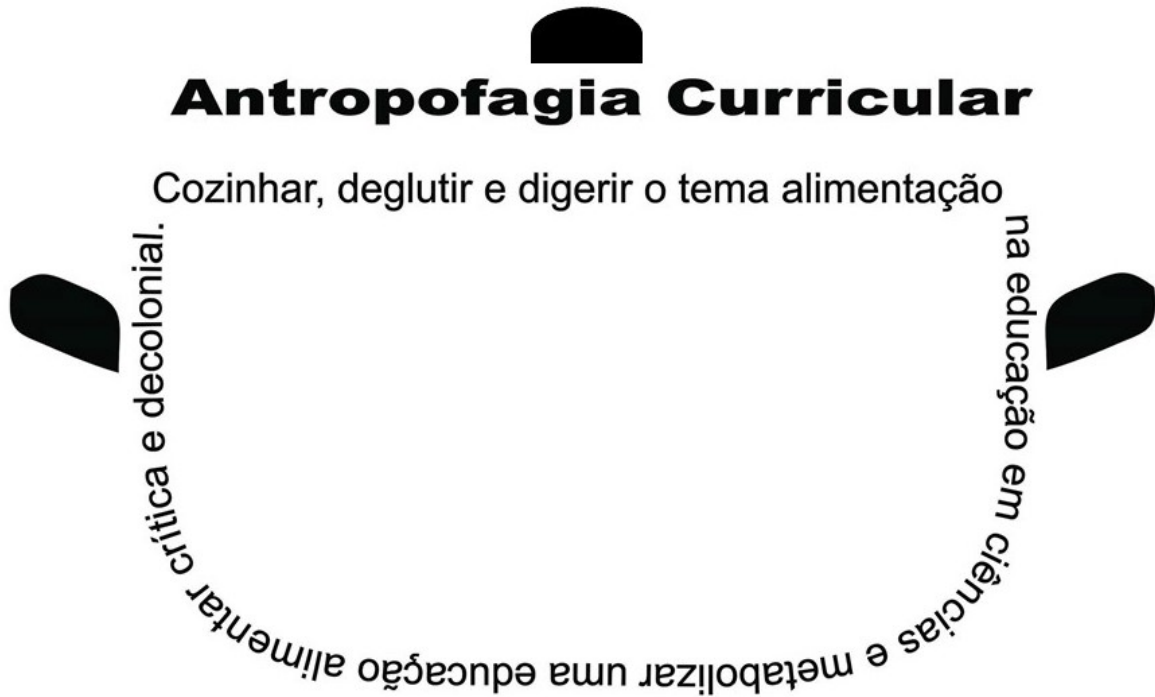 Antropofagia Curricular
Cozinhar, deglutir e digerir o tema alimentação
na educação em ciências e metabolizar uma educação alimentar crítica e decolonial.